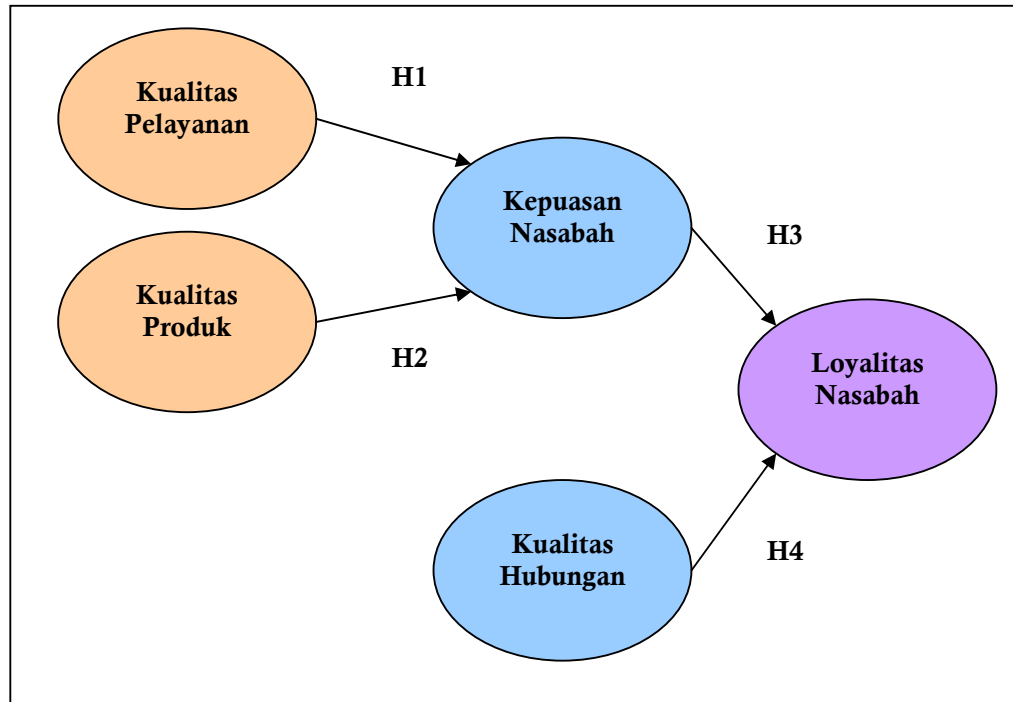 Kualitas
Pelayanan
H1
Kepuasan
Nasabah
H3
Kualitas
Produk
H2
Loyalitas
Nasabah
Kualitas
Hubungan
H4